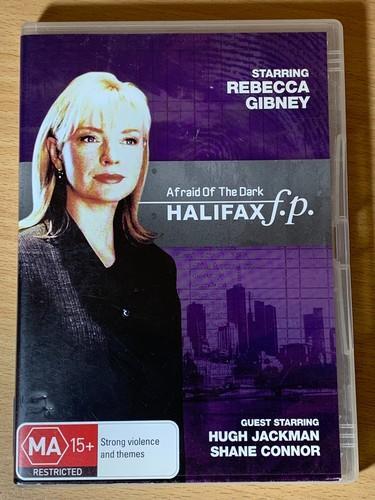 STARRING
REBECCA
GIBNEY
Afraid Of The Dark
HALIFAX f.p.
GUEST STARRING
HUGH JACKMAN
SHANE CONNOR
MA 15+
Strong violence
and themes
RESTRICTED